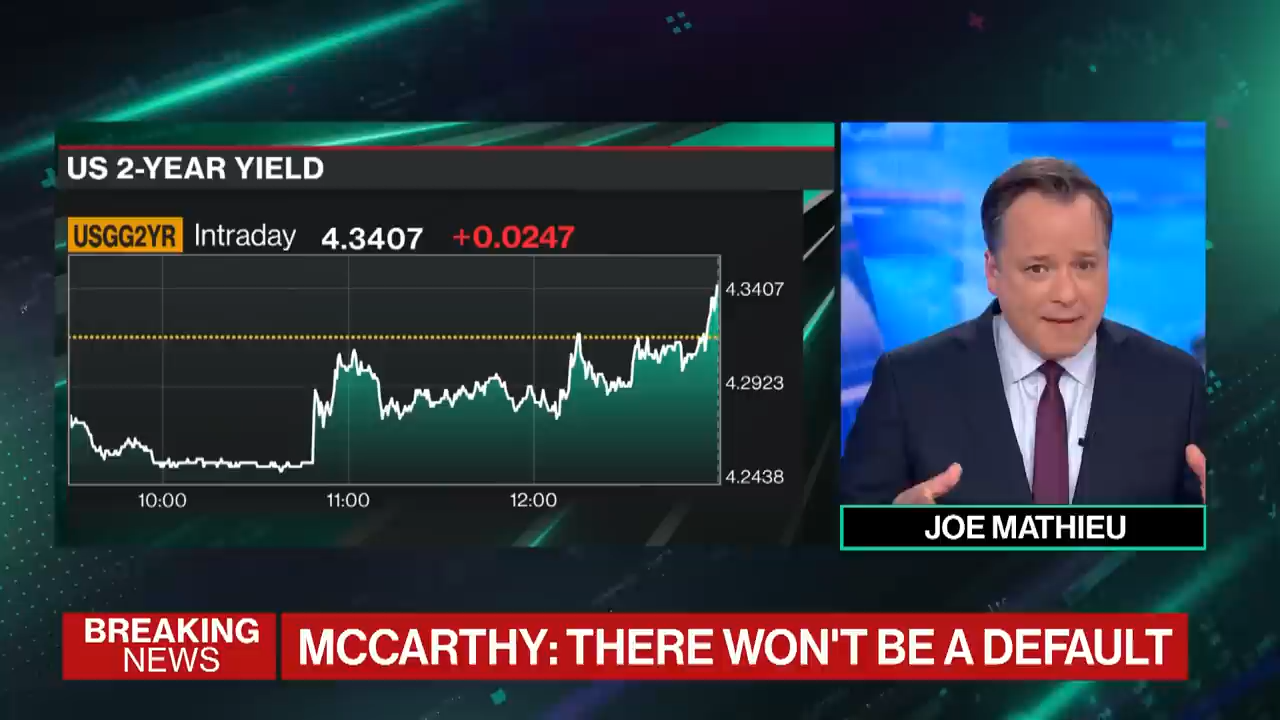 US 2-YEAR YIELD
USGG2YR Intraday 4.3407 +0.0247
4.3407
4.2923
4.2438
10:00 11:00 12:00
JOE MATHIEU
BREAKING
NEWS
MCCARTHY: THERE WON'T BE A DEFAULT